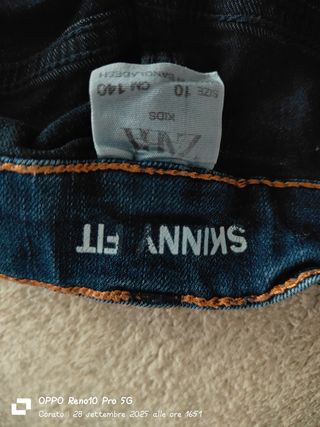 ZARA
KIDS
SIZE 10 CM 140
BANGLADESH
SKINNY FIT
OPPO Reno10 Pro 5G
Corato | 28 settembre 2025 alle ore 16:51